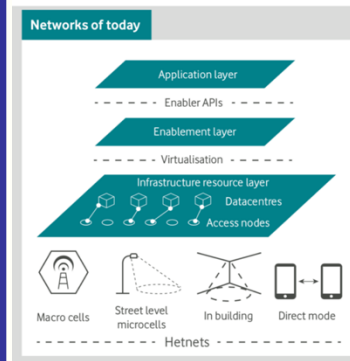 Networks of today
Application layer
Enabler APIs
Enablement layer
Virtualisation
Infrastructure resource layer
Datacentres
Access nodes
Macro cells
Street level
microcells
In building
Direct mode
Hetnets